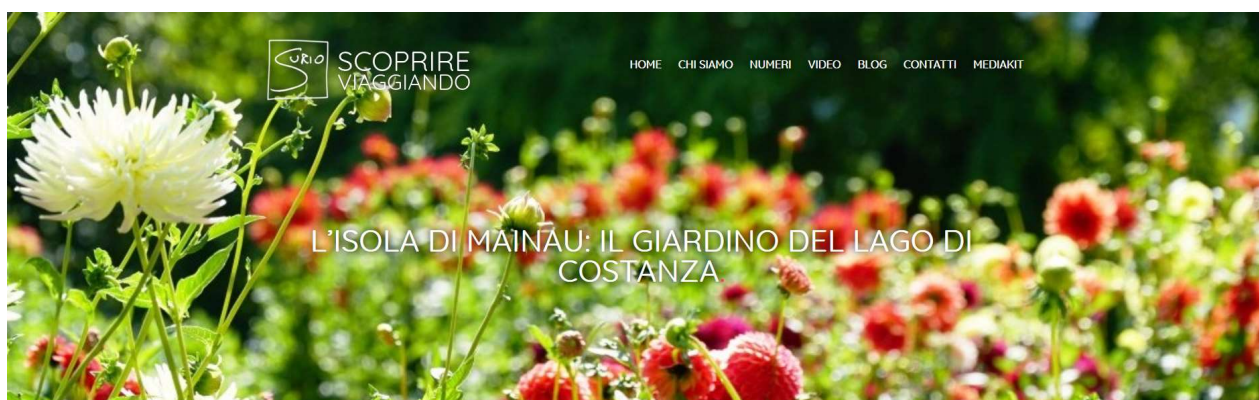 SURIO
SCOPRIRE
VIAGGIANDO
HOME CHI SIAMO NUMERI VIDEO BLOG CONTATTI MEDIAKIT
L'ISOLA DI MAINAU: IL GIARDINO DEL LAGO DI
COSTANZA